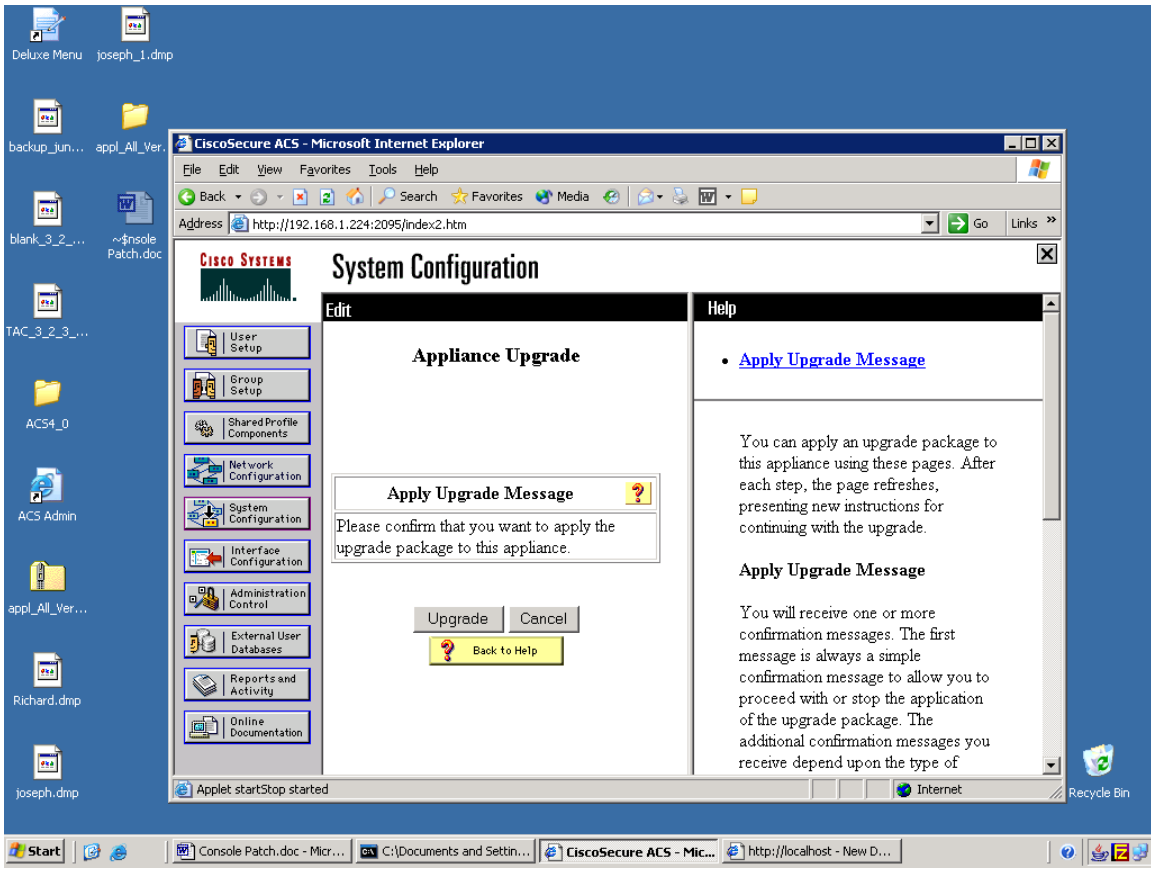 Deluxe Menu
joseph_1.dmp
backup_jun...
appl_All_Ver.
blank_3_2_...
~$nsole
Patch.doc
TAC_3_2_3_...
ACS4_0
ACS Admin
appl_All_Ver...
Richard.dmp
joseph.dmp
Recycle Bin
CiscoSecure ACS - Microsoft Internet Explorer
File Edit View Favorites Tools Help
Back Search Favorites Media
Address http://192.168.1.224:2095/index2.htm Go Links »
CISCO SYSTEMS
System Configuration
User
Setup
Group
Setup
Shared Profile
Components
Network
Configuration
System
Configuration
Interface
Configuration
Administration
Control
External User
Databases
Reports and
Activity
Online
Documentation
Edit
Appliance Upgrade
Apply Upgrade Message ?
Please confirm that you want to apply the
upgrade package to this appliance.
Upgrade Cancel
? Back to Help
Help
• Apply Upgrade Message
You can apply an upgrade package to
this appliance using these pages. After
each step, the page refreshes,
presenting new instructions for
continuing with the upgrade.
Apply Upgrade Message
You will receive one or more
confirmation messages. The first
message is always a simple
confirmation message to allow you to
proceed with or stop the application
of the upgrade package. The
additional confirmation messages you
receive depend upon the type of
Applet startStop started Internet
Start Console Patch.doc - Micr... C:\Documents and Settin... CiscoSecure ACS - Mic... http://localhost - New D...